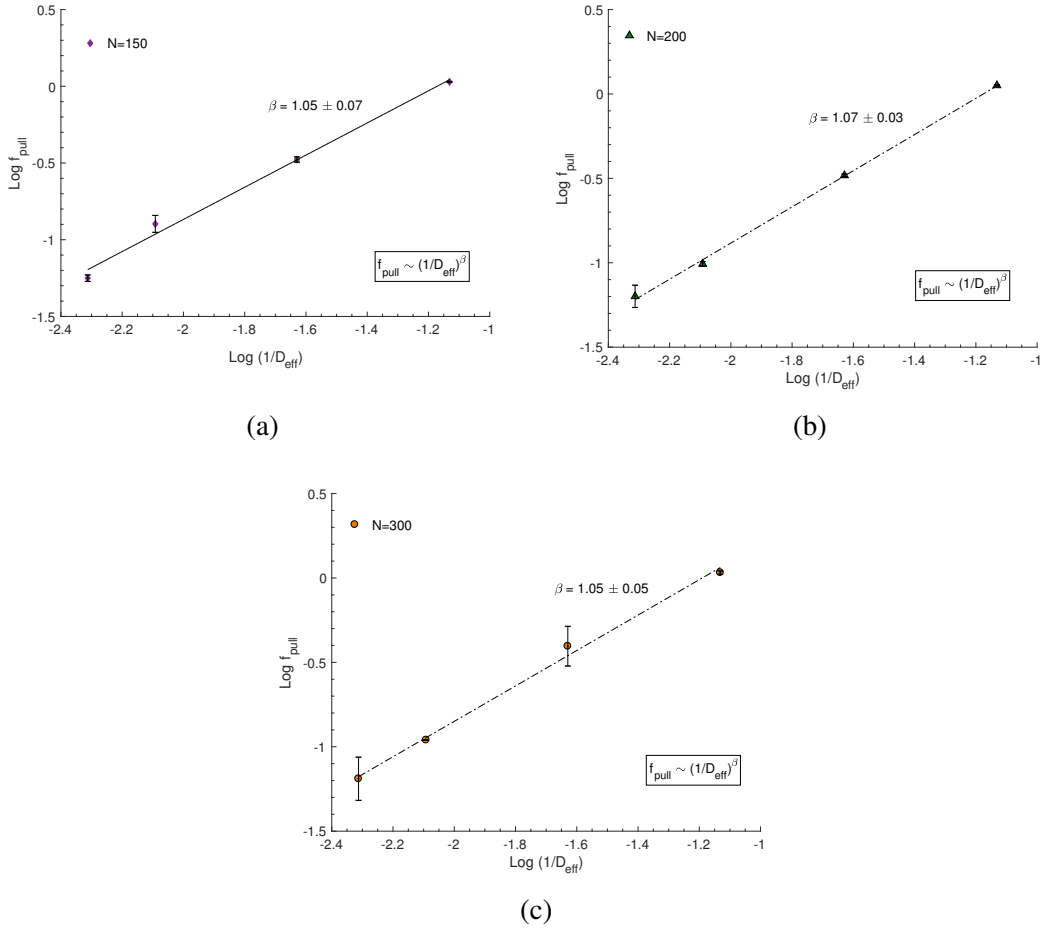 0.5
N=150
0
β = 1.05 ± 0.07
Log f_pull
-0.5
-1
f_pull ∼ (1/D_eff)^β
-1.5
-2.4 -2.2 -2 -1.8 -1.6 -1.4 -1.2 -1
Log (1/D_eff)
(a)
0.5
N=200
0
β = 1.07 ± 0.03
Log f_pull
-0.5
-1
f_pull ∼ (1/D_eff)^β
-1.5
-2.4 -2.2 -2 -1.8 -1.6 -1.4 -1.2 -1
Log (1/D_eff)
(b)
0.5
N=300
0
β = 1.05 ± 0.05
Log f_pull
-0.5
-1
f_pull ∼ (1/D_eff)^β
-1.5
-2.4 -2.2 -2 -1.8 -1.6 -1.4 -1.2 -1
Log (1/D_eff)
(c)